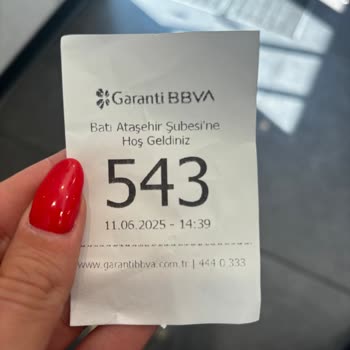 Garanti BBVA
Batı Ataşehir Şubesi'ne
Hoş Geldiniz
543
11.06.2025 - 14:39
www.garantibbva.com.tr | 444 0 333